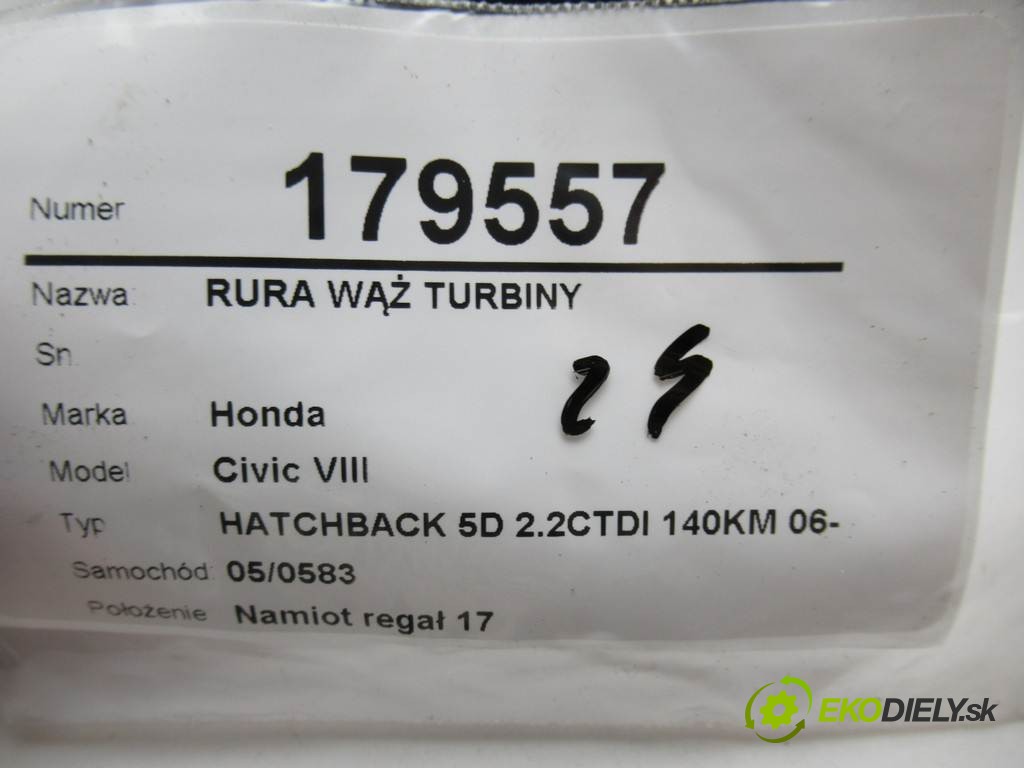 Numer 179557
Nazwa: RURA WĄŻ TURBINY
Sn.
Marka Honda
Model Civic VIII
Typ HATCHBACK 5D 2.2CTDI 140KM 06-
Samochód: 05/0583
Położenie Namiot regał 17
EKODIELY.sk